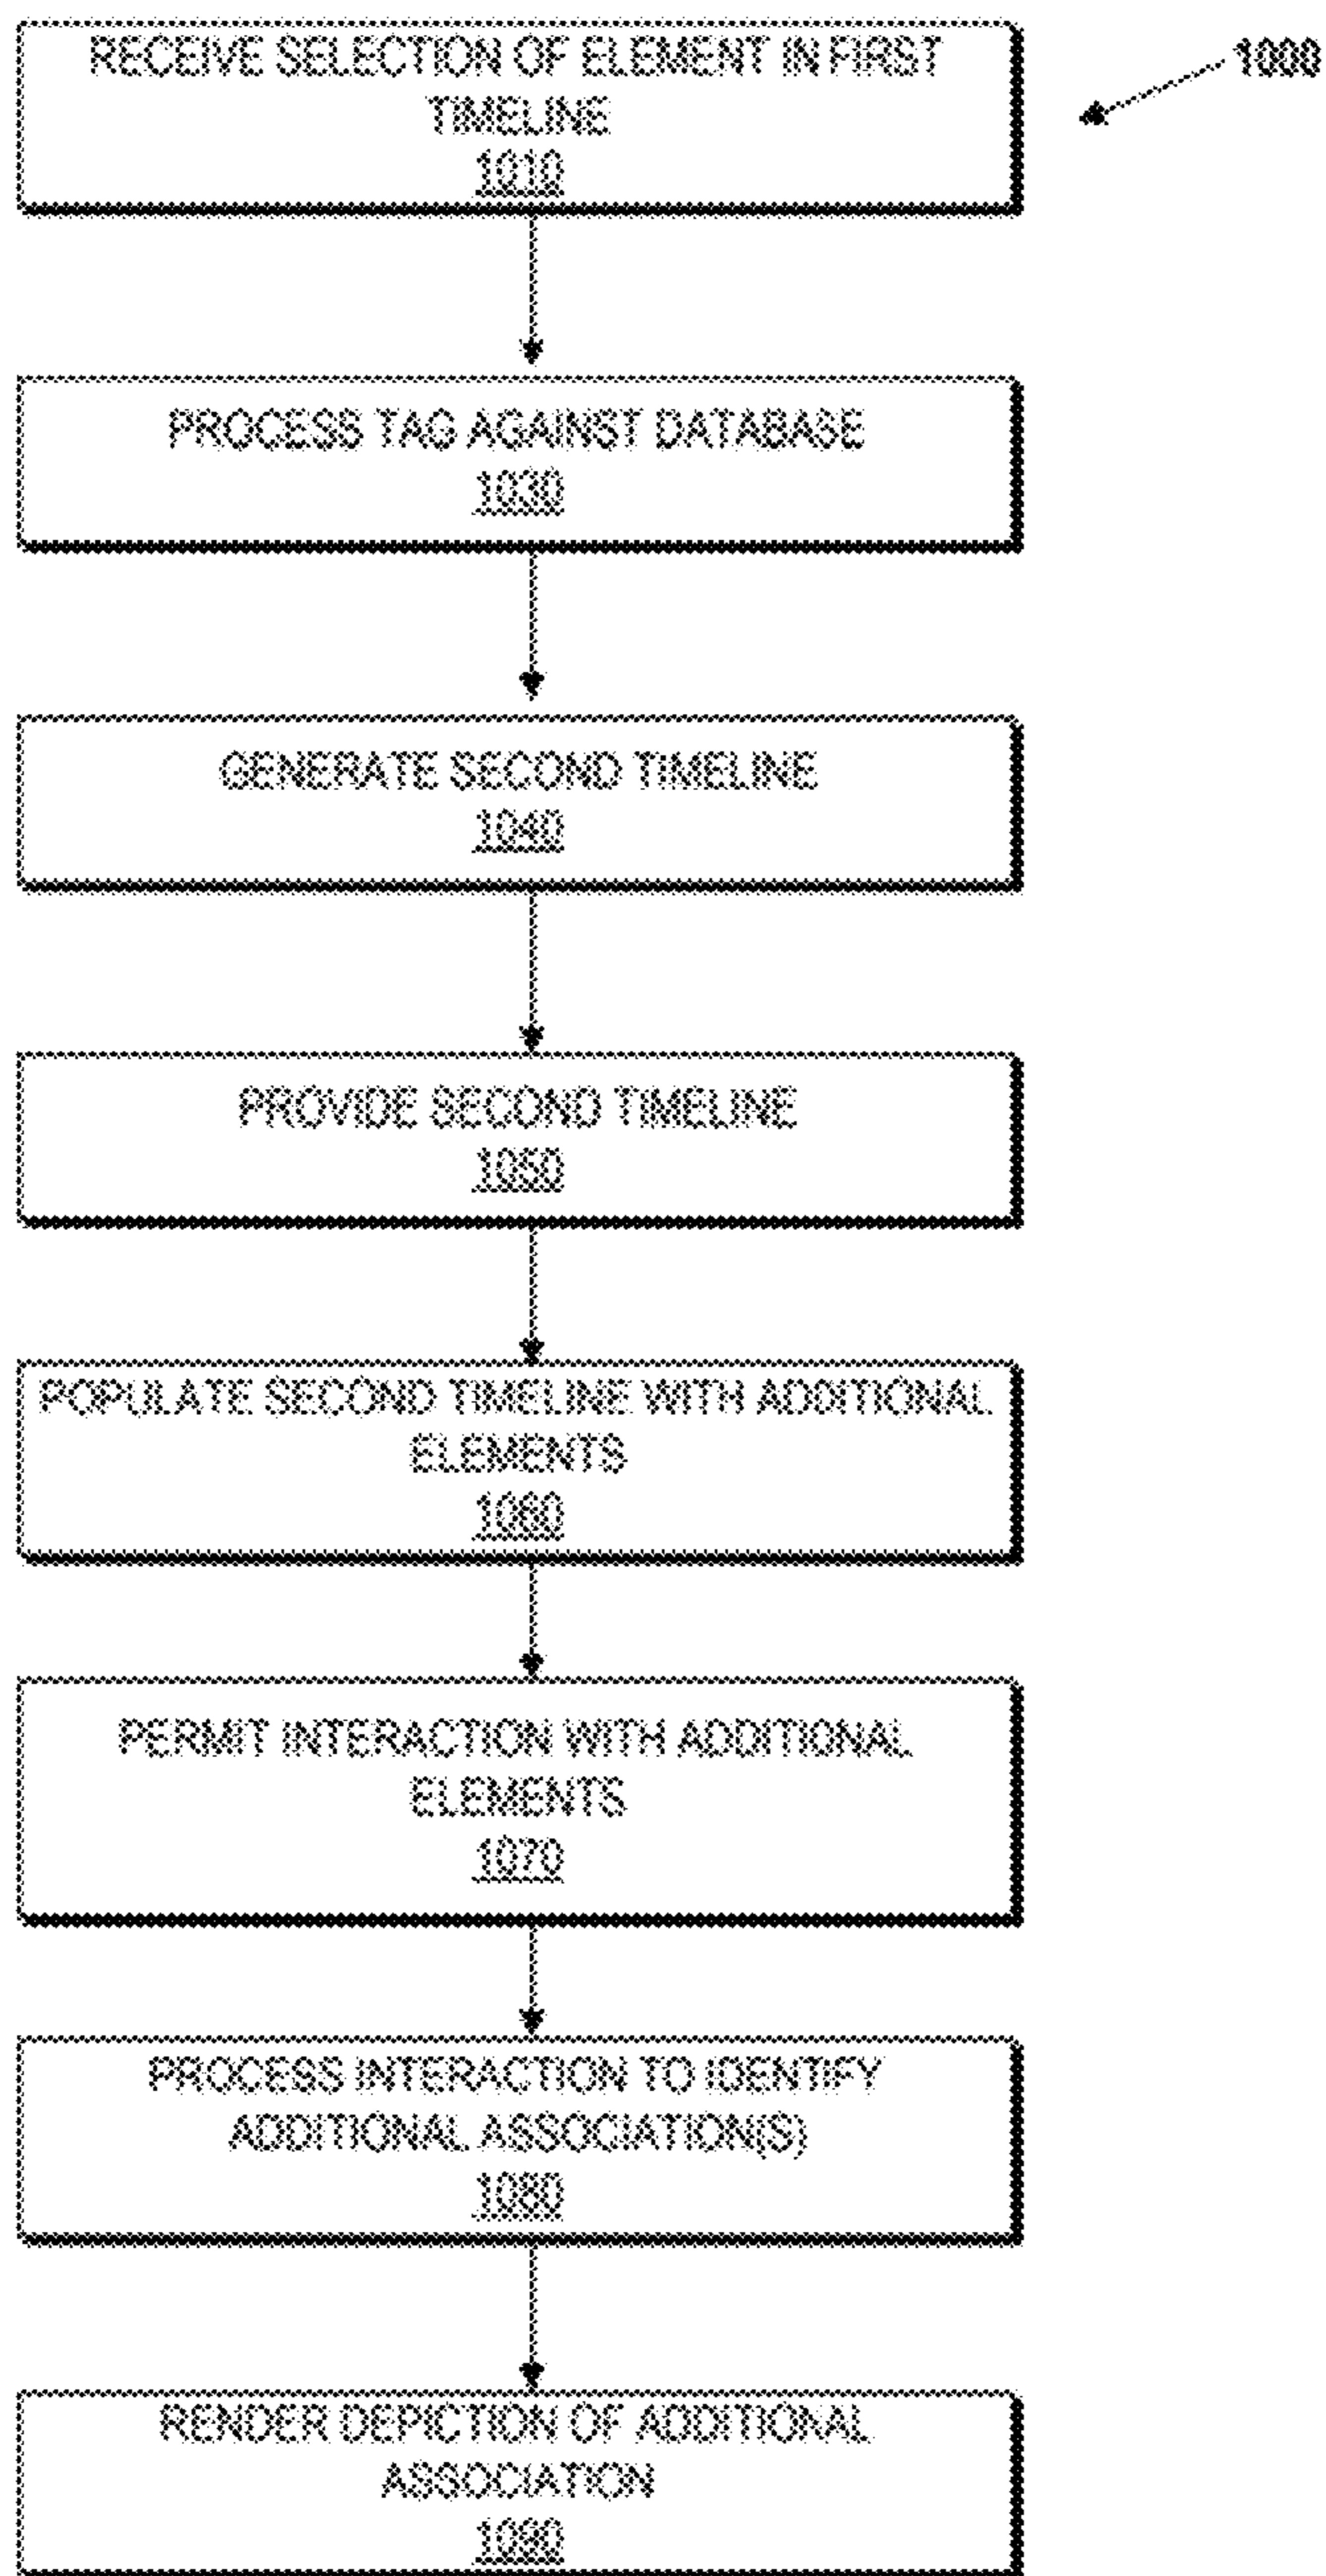 RECEIVE SELECTION OF ELEMENT IN FIRST
TIMELINE
1010
1000
PROCESS TAG AGAINST DATABASE
1030
GENERATE SECOND TIMELINE
1040
PROVIDE SECOND TIMELINE
1050
POPULATE SECOND TIMELINE WITH ADDITIONAL
ELEMENTS
1060
PERMIT INTERACTION WITH ADDITIONAL
ELEMENTS
1070
PROCESS INTERACTION TO IDENTIFY
ADDITIONAL ASSOCIATION(S)
1080
RENDER DEPICTION OF ADDITIONAL
ASSOCIATION
1090